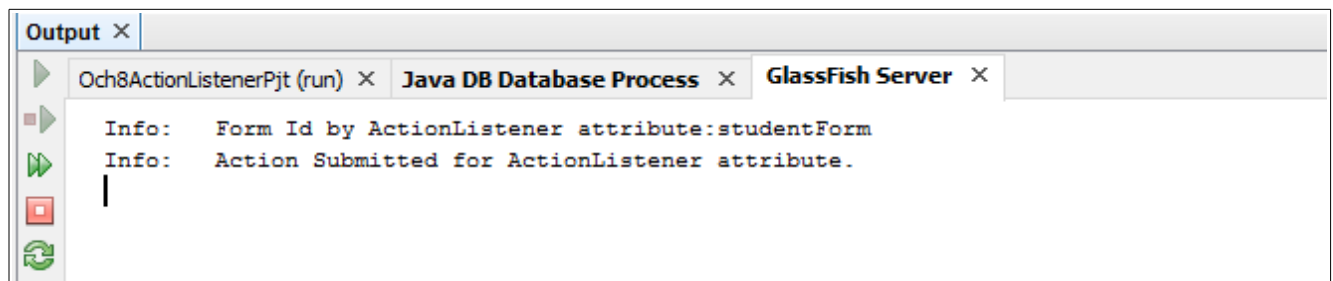 Output
Och8ActionListenerPjt (run) Java DB Database Process GlassFish Server
Info: Form Id by ActionListener attribute:studentForm
Info: Action Submitted for ActionListener attribute.